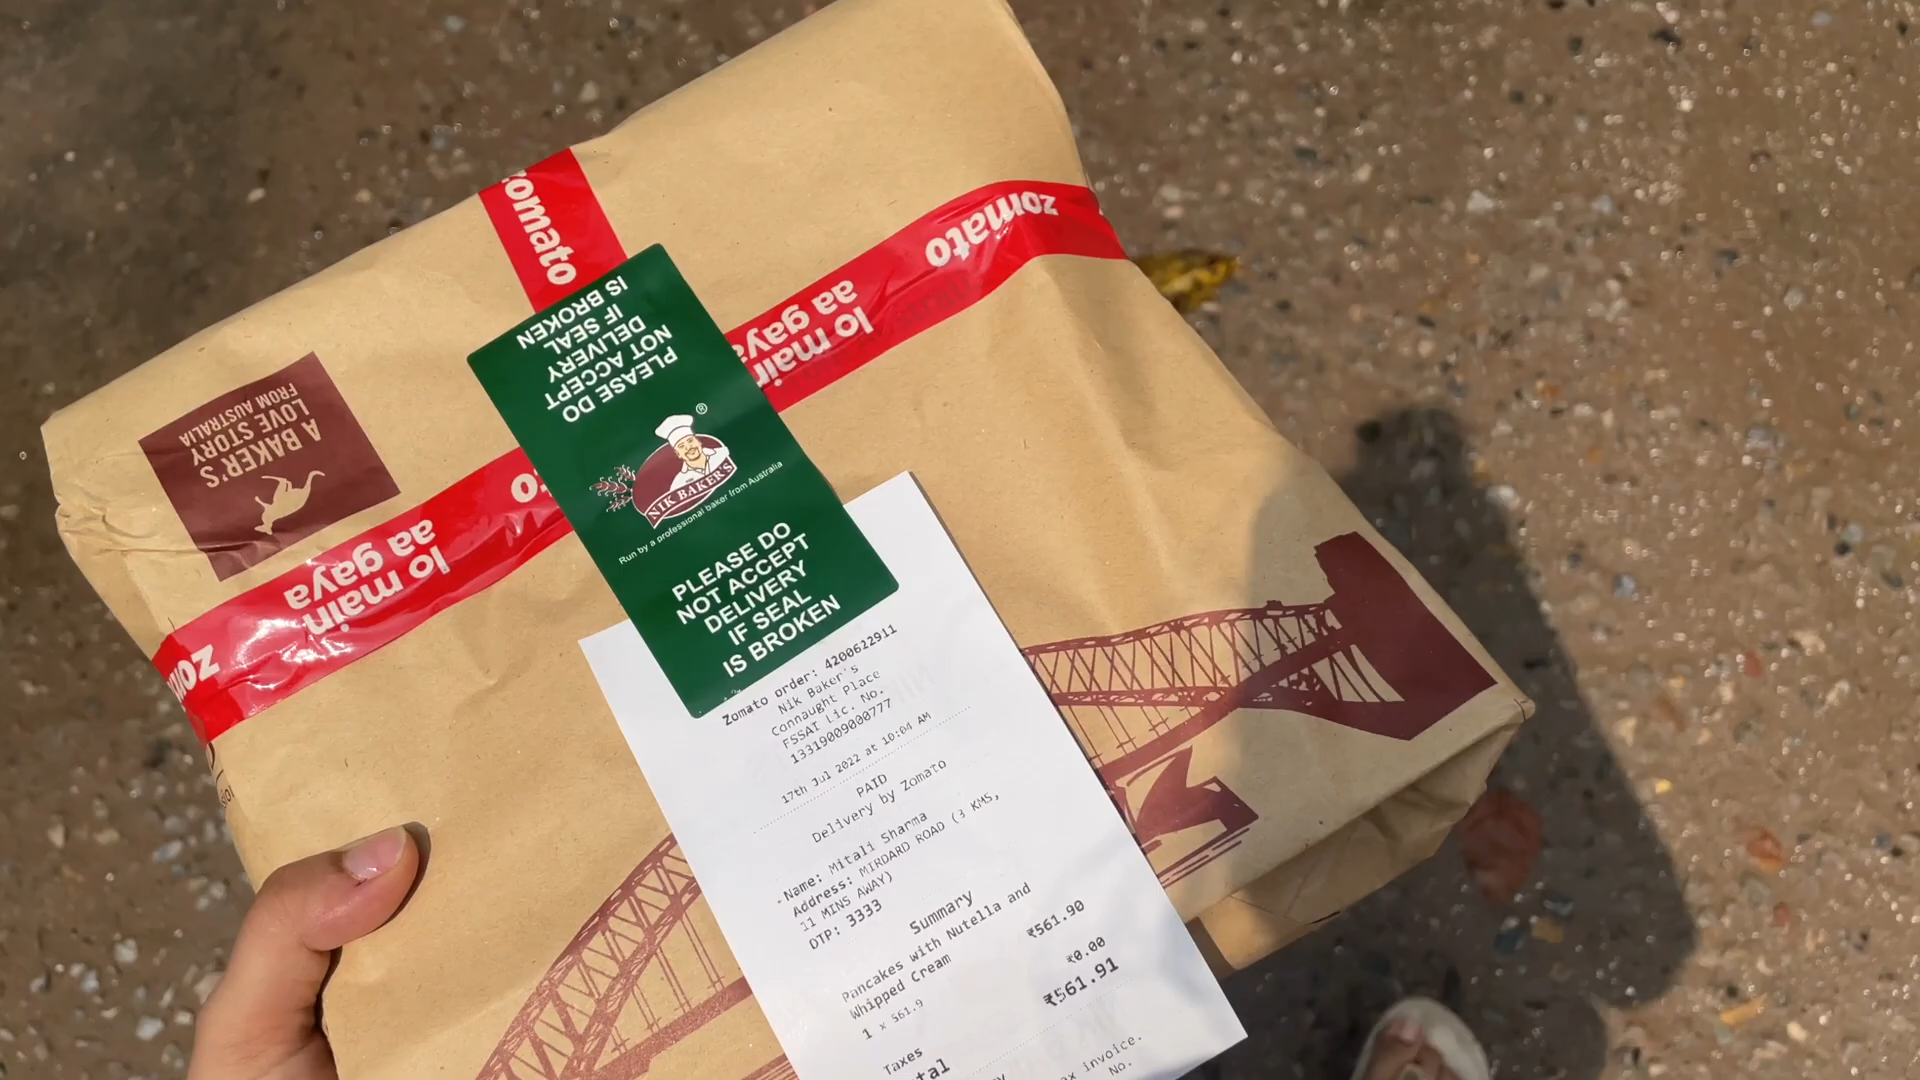 zomato
zomato
lo main
aa gaya
PLEASE DO
NOT ACCEPT
DELIVERY
IF SEAL
IS BROKEN
A BAKER'S
LOVE STORY
FROM AUSTRALIA
lo main
aa gaya
NIK BAKER'S
®
Run by a professional baker from Australia
PLEASE DO
NOT ACCEPT
DELIVERY
IF SEAL
IS BROKEN
Zomato order: 4200622911
Nik Baker's
Connaught Place
FSSAI Lic. No.
13319009000777
17th Jul 2022 at 10:04 AM
PAID
Delivery by Zomato
Name: Mitali Sharma
Address: MIRDARD ROAD (3 KMS,
11 MINS AWAY)
OTP: 3333
Summary
Pancakes with Nutella and
Whipped Cream
1 x 561.9 ₹561.90
Taxes ₹0.00
tal ₹561.91
ax invoice.
No.